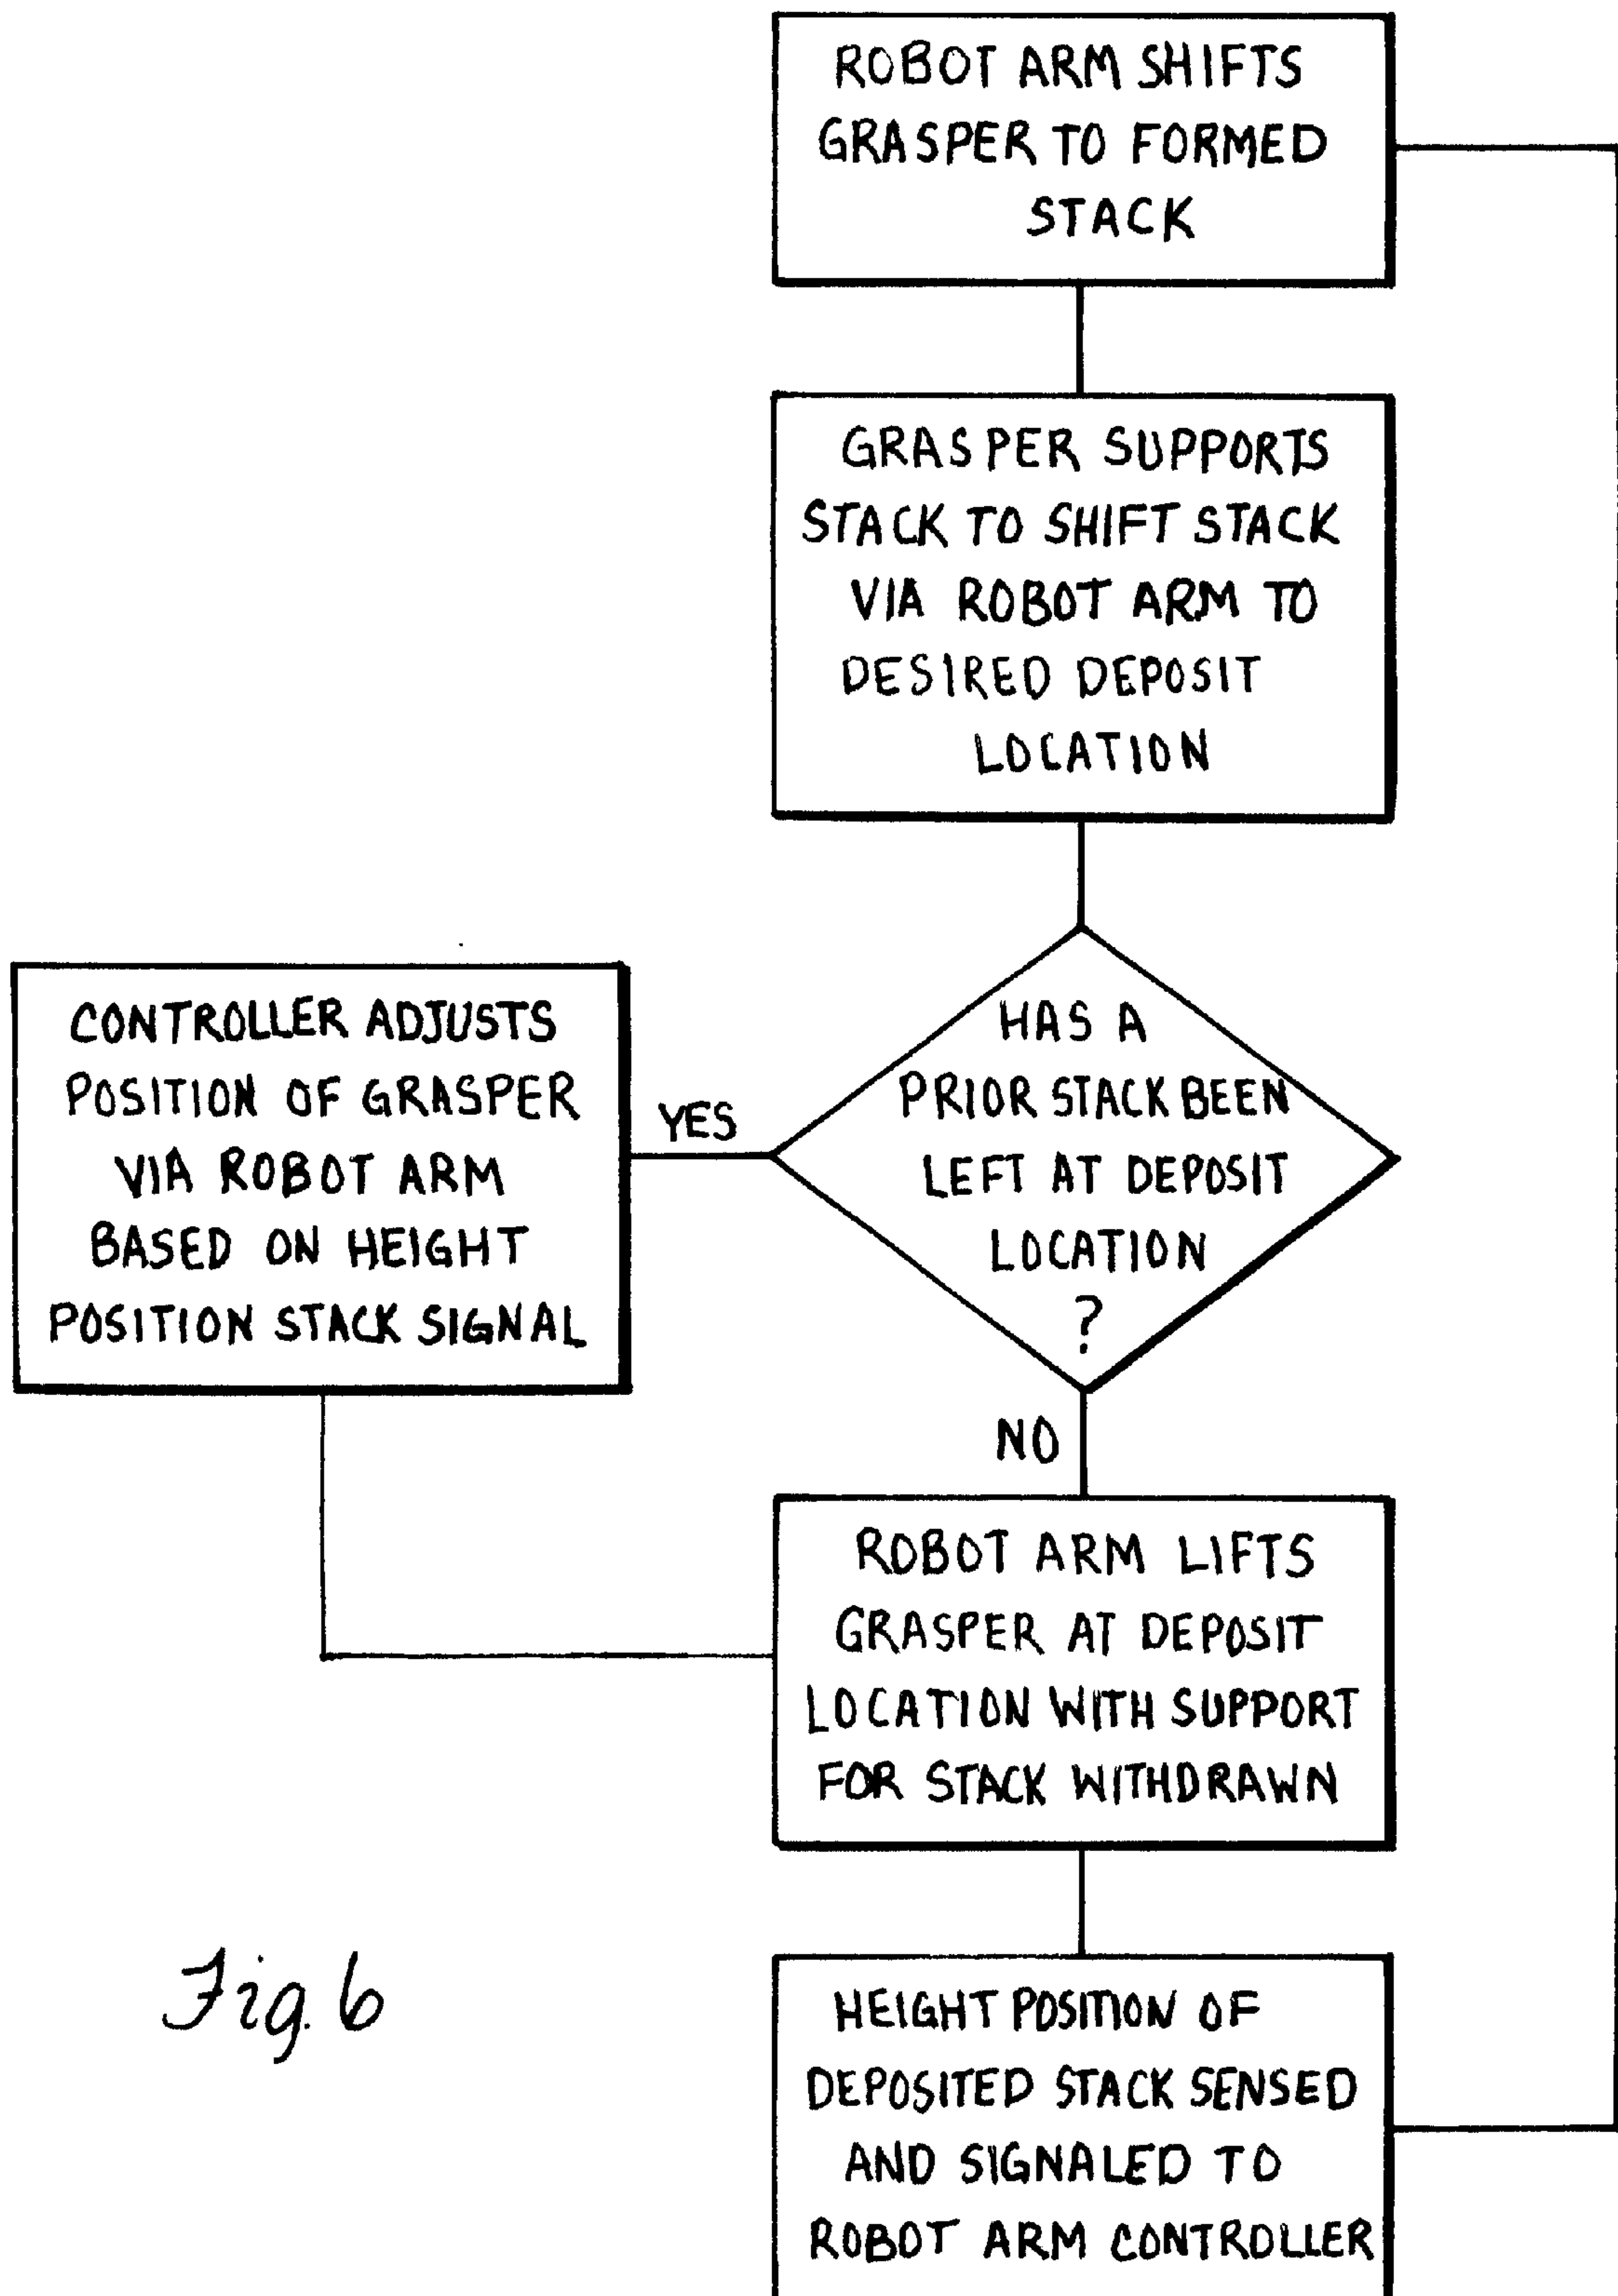 ROBOT ARM SHIFTS
GRASPER TO FORMED
STACK
GRASPER SUPPORTS
STACK TO SHIFT STACK
VIA ROBOT ARM TO
DESIRED DEPOSIT
LOCATION
HAS A
PRIOR STACK BEEN
LEFT AT DEPOSIT
LOCATION
?
YES
CONTROLLER ADJUSTS
POSITION OF GRASPER
VIA ROBOT ARM
BASED ON HEIGHT
POSITION STACK SIGNAL
NO
ROBOT ARM LIFTS
GRASPER AT DEPOSIT
LOCATION WITH SUPPORT
FOR STACK WITHDRAWN
HEIGHT POSITION OF
DEPOSITED STACK SENSED
AND SIGNALED TO
ROBOT ARM CONTROLLER
Fig. 6